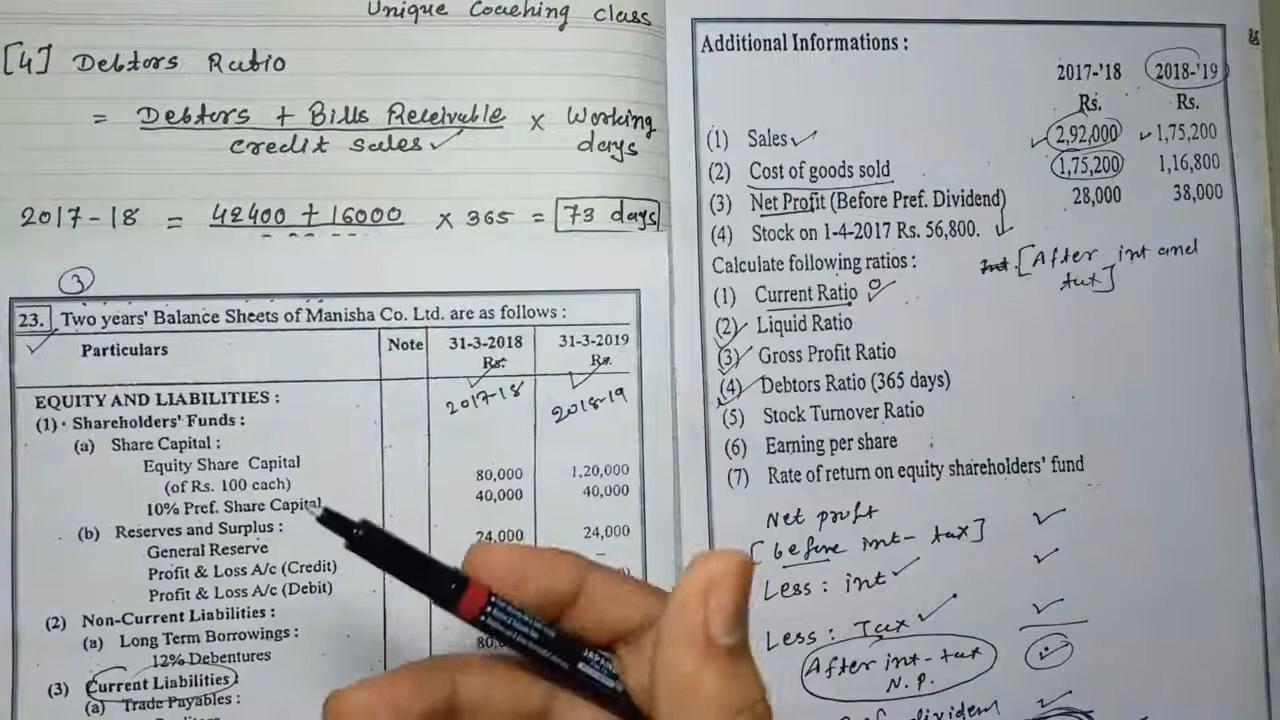 Unique Coaching class
[4] Debtors Ratio
= Debtors + Bills Receivable × Working
credit sales days
2017-18 = 42400 + 16000 × 365 = 73 days
3
23. Two years' Balance Sheets of Manisha Co. Ltd. are as follows :
Particulars Note 31-3-2018 31-3-2019
Rs. Rs.
2017-18 2018-19
EQUITY AND LIABILITIES :
(1) Shareholders' Funds :
(a) Share Capital :
Equity Share Capital 80,000 1,20,000
(of Rs. 100 each)
10% Pref. Share Capital 40,000 40,000
(b) Reserves and Surplus :
General Reserve 24,000 24,000
Profit & Loss A/c (Credit) –
Profit & Loss A/c (Debit)
(2) Non-Current Liabilities :
(a) Long Term Borrowings :
12% Debentures
(3) Current Liabilities
(a) Trade Payables :
Additional Informations :
2017-'18 2018-'19
Rs. Rs.
(1) Sales 2,92,000 1,75,200
(2) Cost of goods sold 1,75,200 1,16,800
(3) Net Profit (Before Pref. Dividend) 28,000 38,000
(4) Stock on 1-4-2017 Rs. 56,800.
[After int and
tax]
Calculate following ratios :
(1) Current Ratio
(2) Liquid Ratio
(3) Gross Profit Ratio
(4) Debtors Ratio (365 days)
(5) Stock Turnover Ratio
(6) Earning per share
(7) Rate of return on equity shareholders' fund
Net profit
[before int- tax]
Less : int
Less : Tax
After int-tax
N.P.
dividend